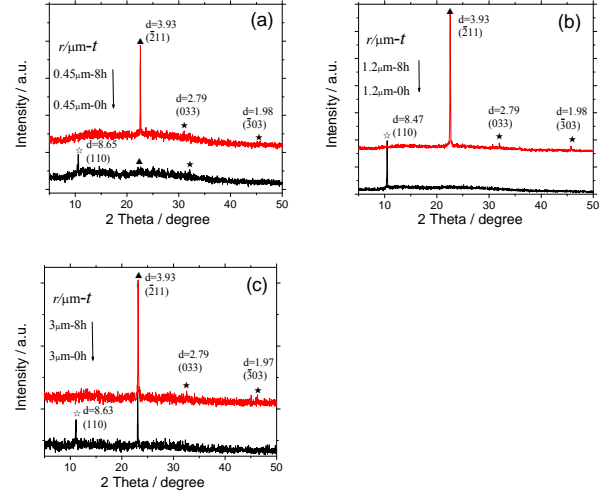 (a)
d=3.93
(2̄11)
r/μm-t
0.45μm-8h
0.45μm-0h
d=2.79
(033)
d=1.98
(3̄03)
☆ d=8.65
(110)
Intensity / a.u.
10 20 30 40 50
2 Theta / degree
(b)
d=3.93
(2̄11)
r/μm-t
1.2μm-8h
1.2μm-0h
d=2.79
(033)
d=1.98
(3̄03)
d=8.47
☆ (110)
Intensity / a.u.
10 20 30 40 50
2 Theta / degree
(c)
d=3.93
(2̄11)
r/μm-t
3μm-8h
3μm-0h
d=2.79
(033)
d=1.97
(3̄03)
☆ d=8.63
(110)
Intensity / a.u.
10 20 30 40 50
2 Theta / degree